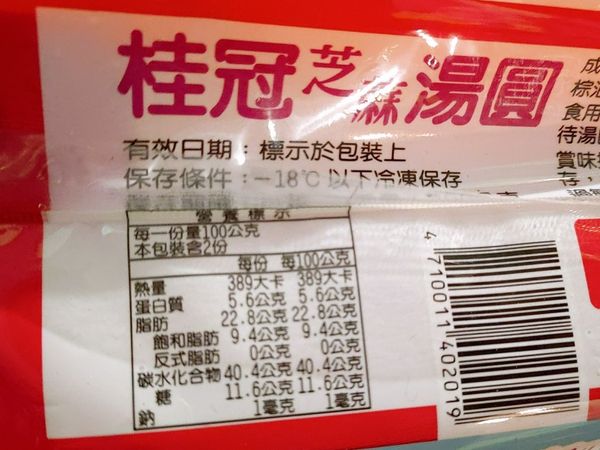 桂冠芝麻湯圓
有效日期：標示於包裝上
保存條件：－18℃以下冷凍保存
營養標示
每一份量100公克
本包裝含2份
每份 每100公克
熱量 389大卡 389大卡
蛋白質 5.6公克 5.6公克
脂肪 22.8公克 22.8公克
飽和脂肪 9.4公克 9.4公克
反式脂肪 0公克 0公克
碳水化合物 40.4公克 40.4公克
糖 11.6公克 11.6公克
鈉 1毫克 1毫克
4710011402019
成
棕
食用
待湯
賞味
存，